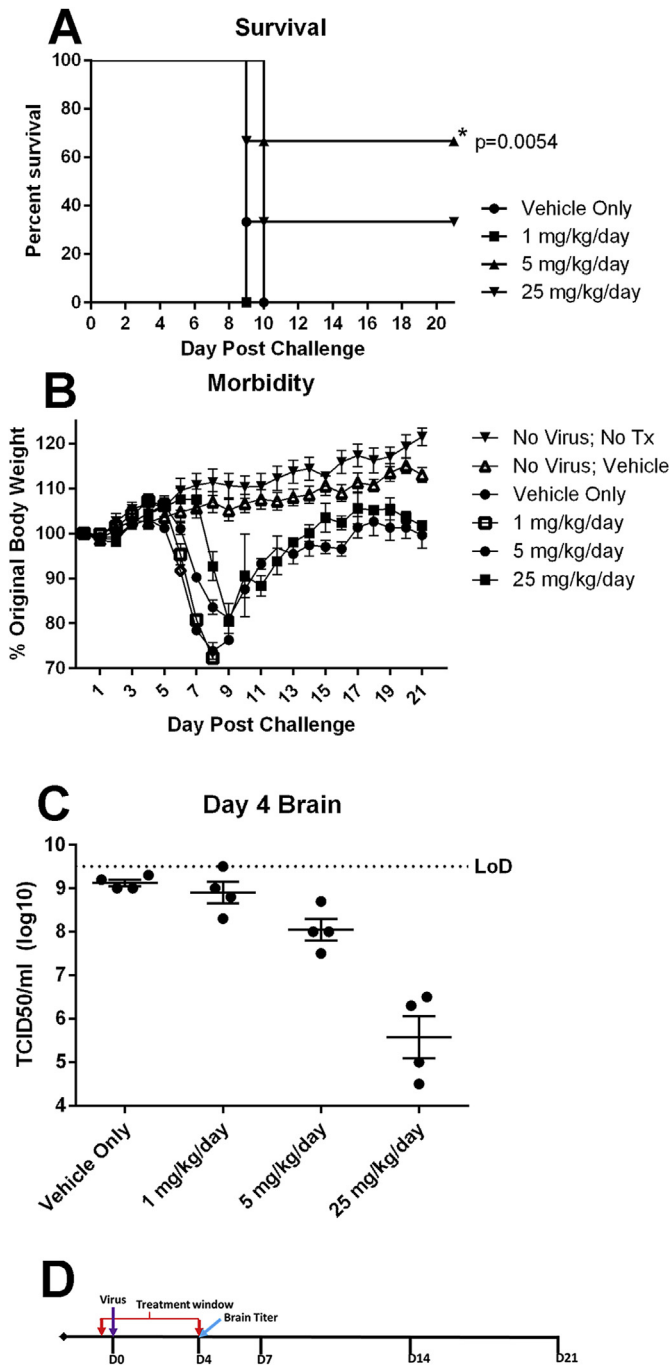 A
Survival
Percent survival
100
80
60
40
20
0
0 2 4 6 8 10 12 14 16 18 20
Day Post Challenge
* p=0.0054
Vehicle Only
1 mg/kg/day
5 mg/kg/day
25 mg/kg/day
B
Morbidity
% Original Body Weight
120
110
100
90
80
70
1 3 5 7 9 11 13 15 17 19 21
Day Post Challenge
No Virus; No Tx
No Virus; Vehicle
Vehicle Only
1 mg/kg/day
5 mg/kg/day
25 mg/kg/day
C
Day 4 Brain
TCID50/ml (log10)
10
9
8
7
6
5
4
LoD
Vehicle Only
1 mg/kg/day
5 mg/kg/day
25 mg/kg/day
D
Virus
Treatment window
Brain Titer
D0 D4 D7 D14 D21